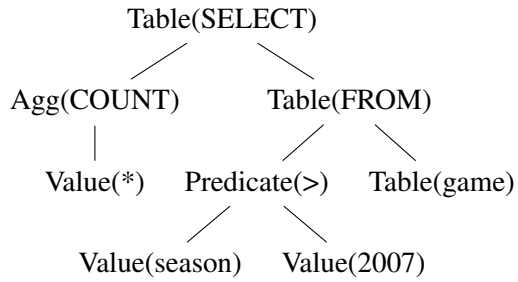 Table(SELECT)
Agg(COUNT) Table(FROM)
Value(*) Predicate(>) Table(game)
Value(season) Value(2007)